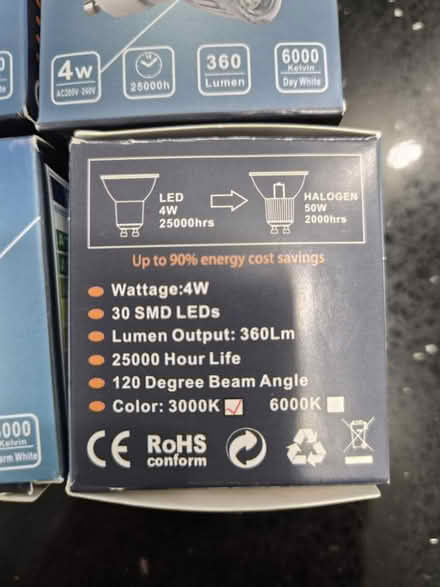 4w
AC200V-240V
25000h
360
Lumen
6000
Kelvin
Day White
LED
4W
25000hrs
HALOGEN
50W
2000hrs
Up to 90% energy cost savings
Wattage:4W
30 SMD LEDs
Lumen Output: 360Lm
25000 Hour Life
120 Degree Beam Angle
Color: 3000K 6000K
CE RoHS
conform
000
Kelvin
arm White